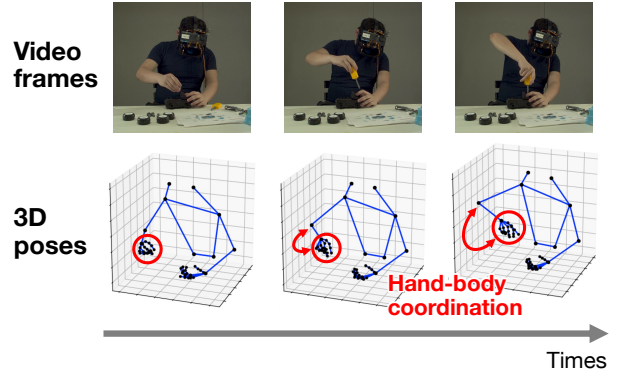 Video
frames
3D
poses
Hand-body
coordination
Times